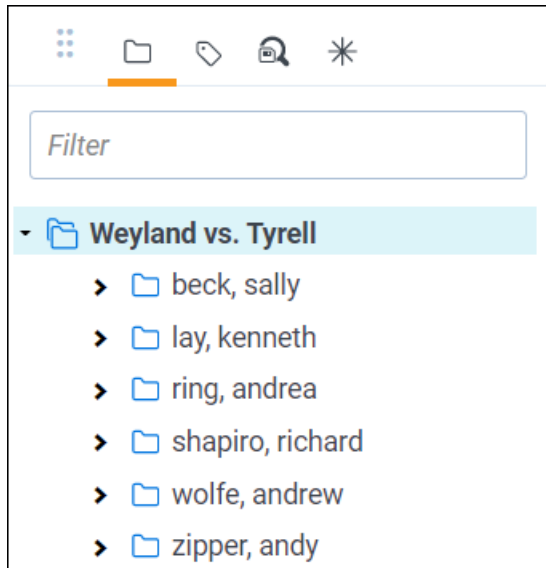 Filter
Weyland vs. Tyrell
beck, sally
lay, kenneth
ring, andrea
shapiro, richard
wolfe, andrew
zipper, andy